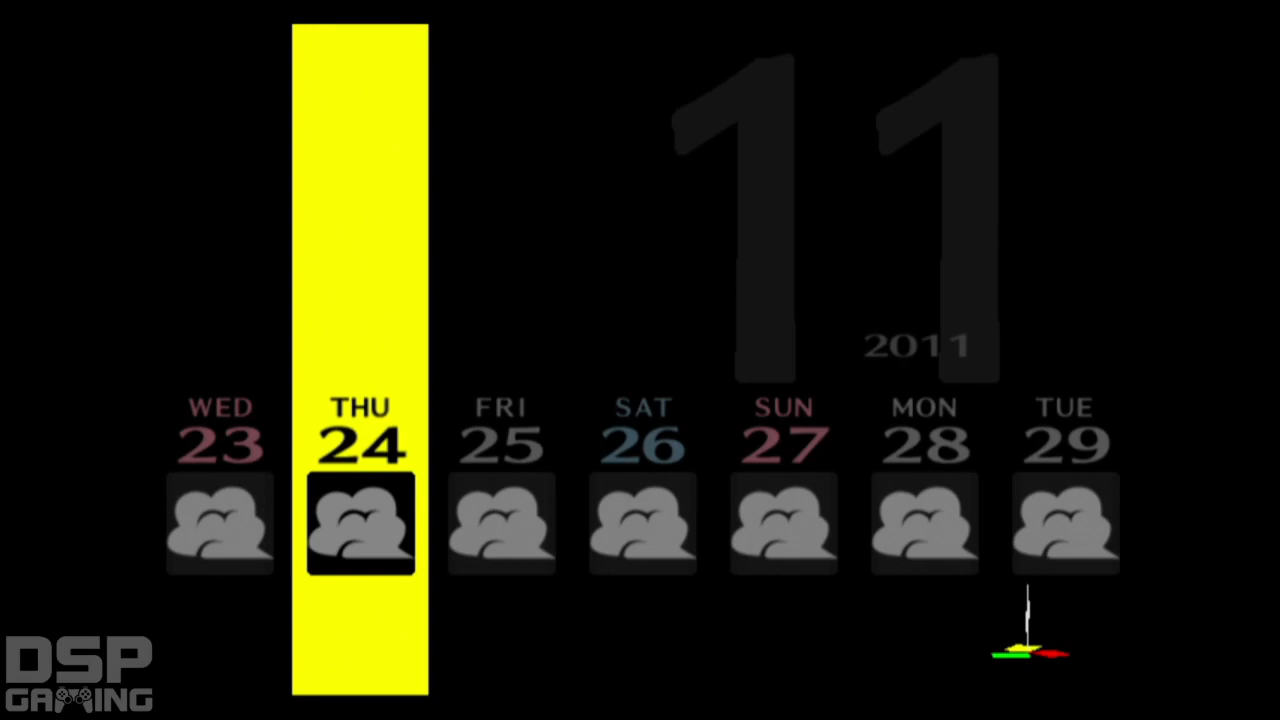 11
2011
WED THU FRI SAT SUN MON TUE
23 24 25 26 27 28 29
DSP
GAMING